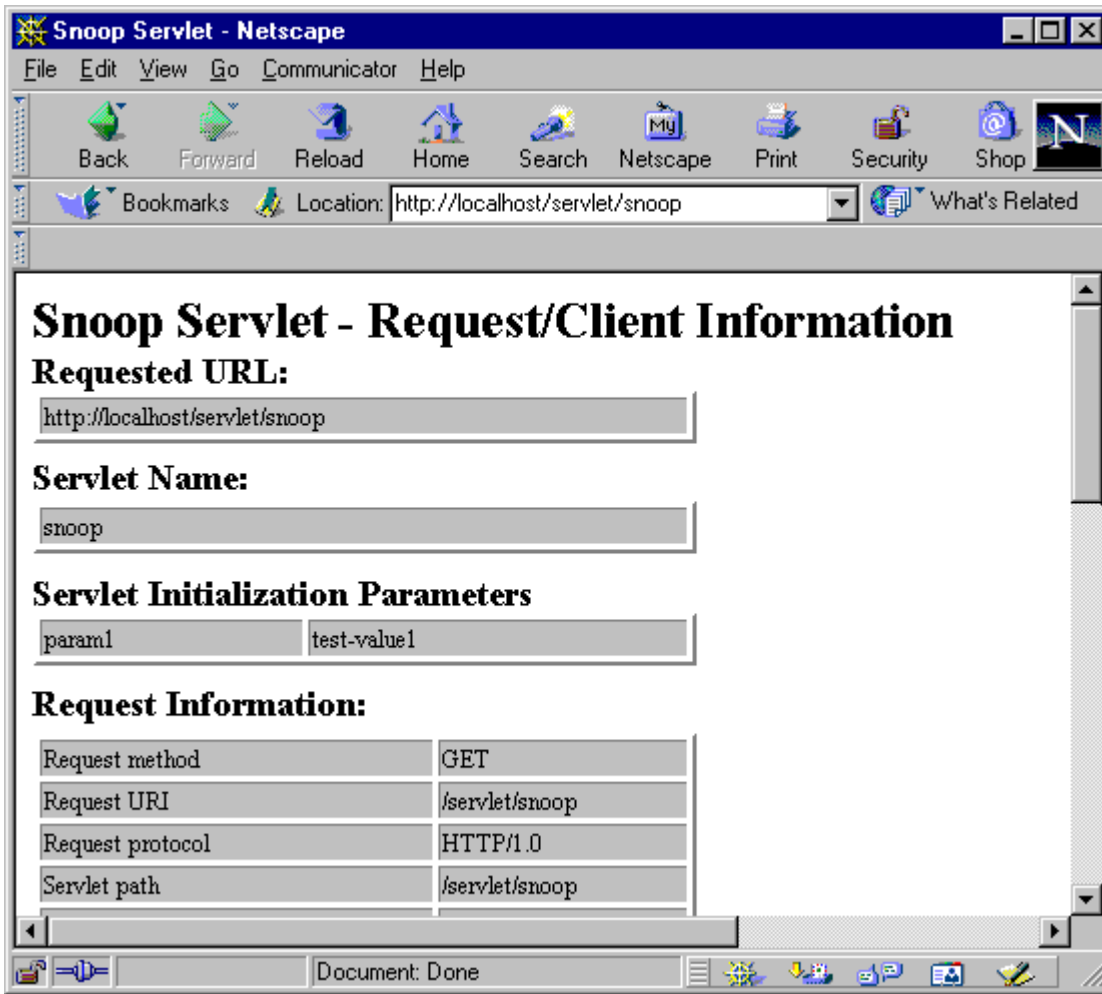 Snoop Servlet - Netscape
File Edit View Go Communicator Help
Back Forward Reload Home Search Netscape Print Security Shop
My
N
Bookmarks Location: http://localhost/servlet/snoop What's Related
Snoop Servlet - Request/Client Information
Requested URL:
http://localhost/servlet/snoop
Servlet Name:
snoop
Servlet Initialization Parameters
param1 test-value1
Request Information:
Request method GET
Request URI /servlet/snoop
Request protocol HTTP/1.0
Servlet path /servlet/snoop
Document: Done